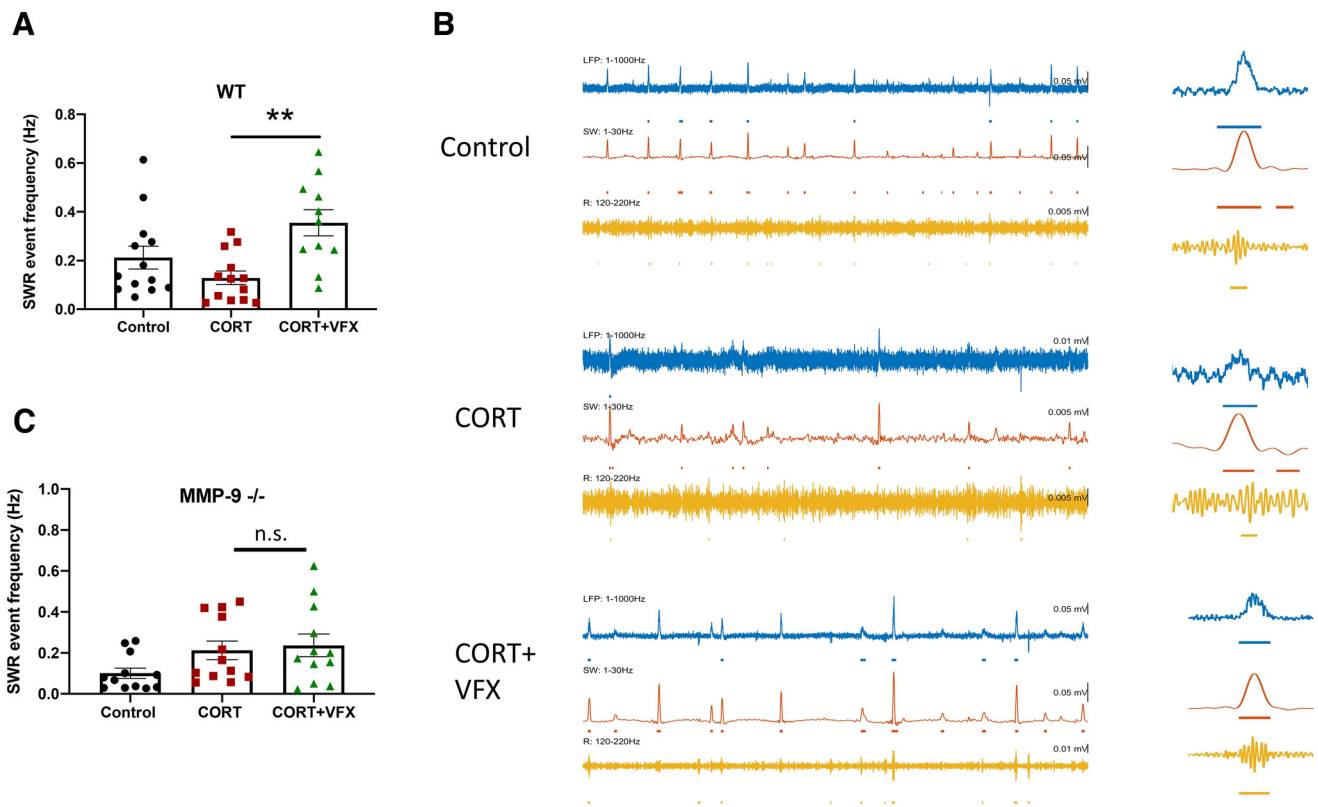 A
WT
**
SWR event frequency (Hz)
0.8
0.6
0.4
0.2
0.0
Control
CORT
CORT+VFX
B
Control
LFP: 1-1000Hz
0.05 mV
SW: 1-30Hz
0.05 mV
R: 120-220Hz
0.005 mV
CORT
LFP: 1-1000Hz
0.01 mV
SW: 1-30Hz
0.005 mV
R: 120-220Hz
0.005 mV
CORT+
VFX
LFP: 1-1000Hz
0.05 mV
SW: 1-30Hz
0.05 mV
R: 120-220Hz
0.01 mV
C
MMP-9 -/-
n.s.
SWR event frequency (Hz)
1.0
0.8
0.6
0.4
0.2
0.0
Control
CORT
CORT+VFX